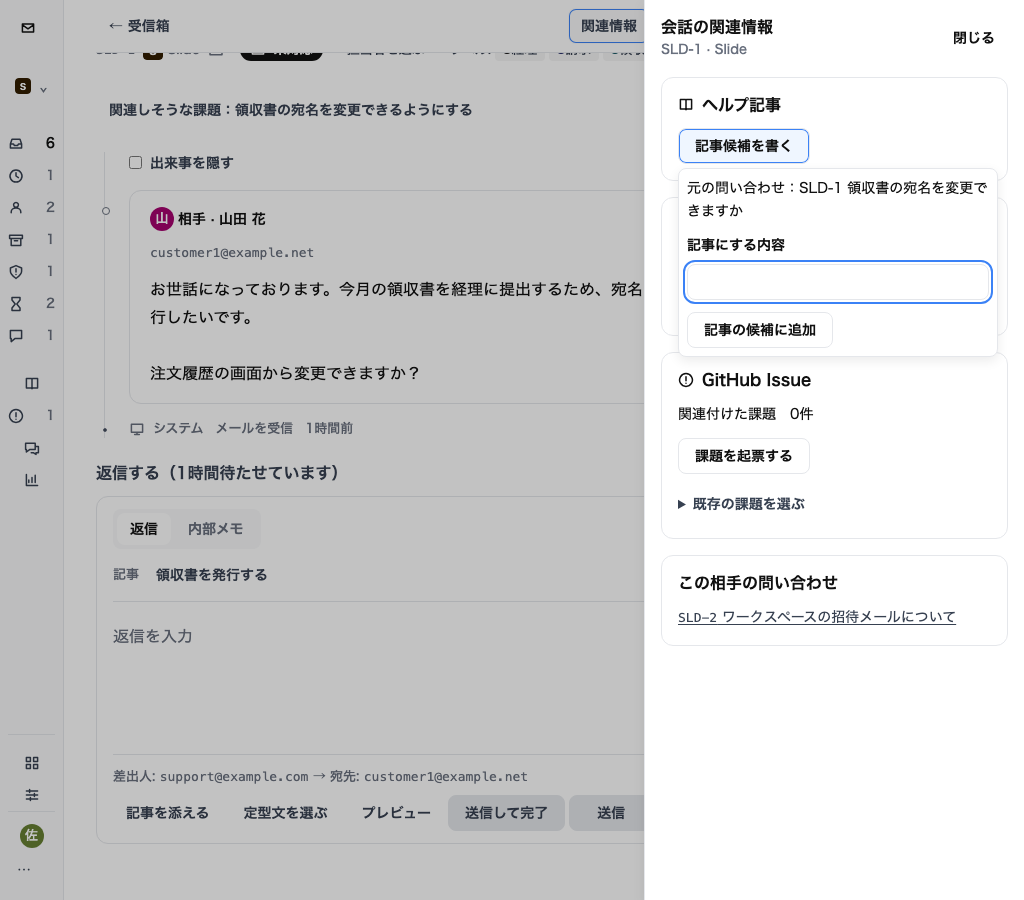 ← 受信箱
関連情報
S
6
1
2
1
1
2
1
1
佐
…
関連しそうな課題：領収書の宛名を変更できるようにする
出来事を隠す
山 相手 · 山田 花
customer1@example.net
お世話になっております。今月の領収書を経理に提出するため、宛名
行したいです。
注文履歴の画面から変更できますか？
システム メールを受信 1時間前
返信する（1時間待たせています）
返信 内部メモ
記事 領収書を発行する
返信を入力
差出人: support@example.com → 宛先: customer1@example.net
記事を添える 定型文を選ぶ プレビュー 送信して完了 送信
会話の関連情報
SLD-1 · Slide
閉じる
ヘルプ記事
記事候補を書く
元の問い合わせ：SLD-1 領収書の宛名を変更で
きますか
記事にする内容
記事の候補に追加
GitHub Issue
関連付けた課題 0件
課題を起票する
▶ 既存の課題を選ぶ
この相手の問い合わせ
SLD-2 ワークスペースの招待メールについて